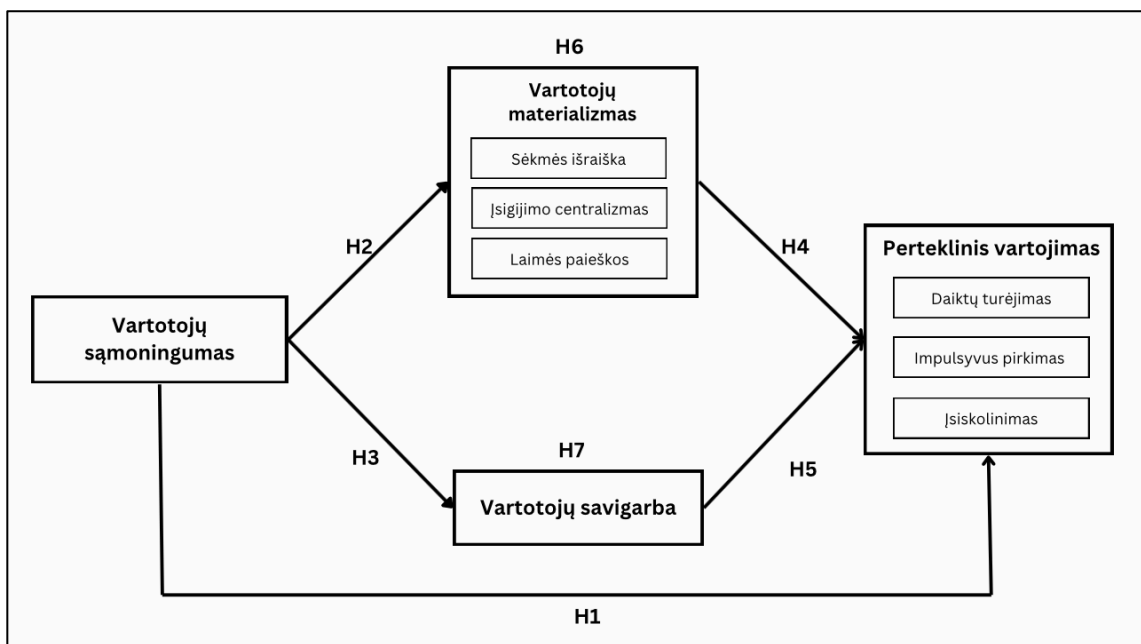 H6
Vartotojų
materializmas
Sėkmės išraiška
Įsigijimo centralizmas
Laimės paieškos
H2
H4
Perteklinis vartojimas
Daiktų turėjimas
Impulsyvus pirkimas
Įsiskolinimas
Vartotojų
sąmoningumas
H3
H7
Vartotojų savigarba
H5
H1